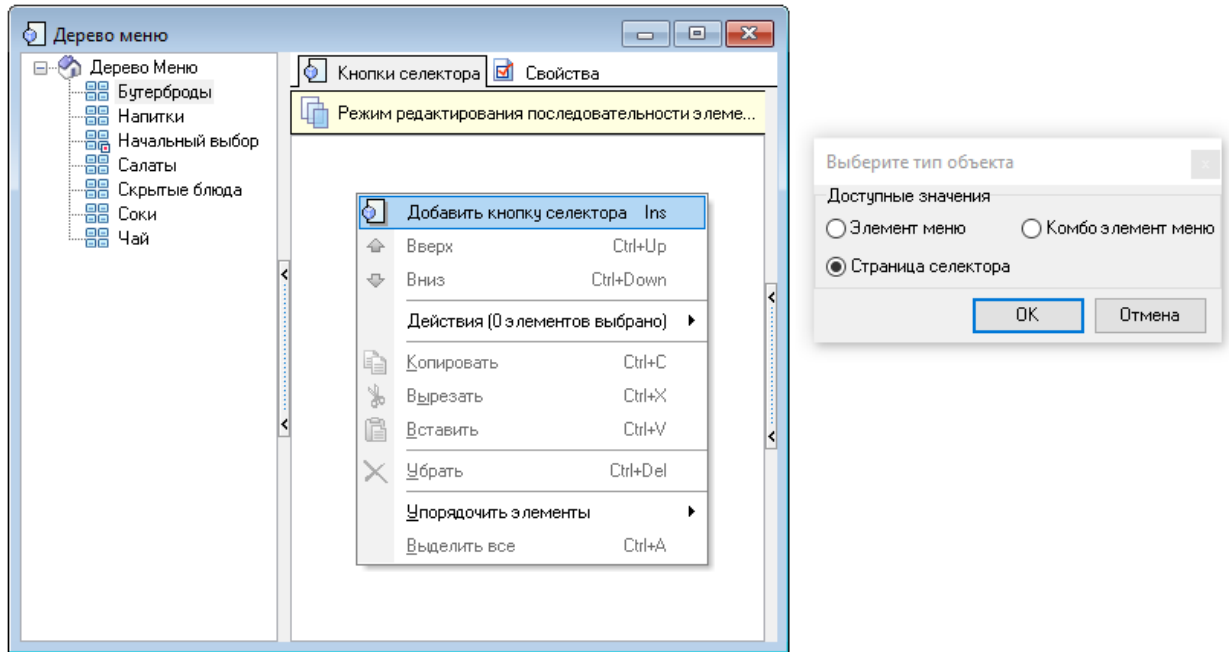 Дерево меню
Дерево Меню
Бутерброды
Напитки
Начальный выбор
Салаты
Скрытые блюда
Соки
Чай
Кнопки селектора
Свойства
Режим редактирования последовательности элеме...
Добавить кнопку селектора Ins
Вверх Ctrl+Up
Вниз Ctrl+Down
Действия (0 элементов выбрано)
Копировать Ctrl+C
Вырезать Ctrl+X
Вставить Ctrl+V
Убрать Ctrl+Del
Упорядочить элементы
Выделить все Ctrl+A
Выберите тип объекта
x
Доступные значения
Элемент меню
Комбо элемент меню
Страница селектора
OK
Отмена